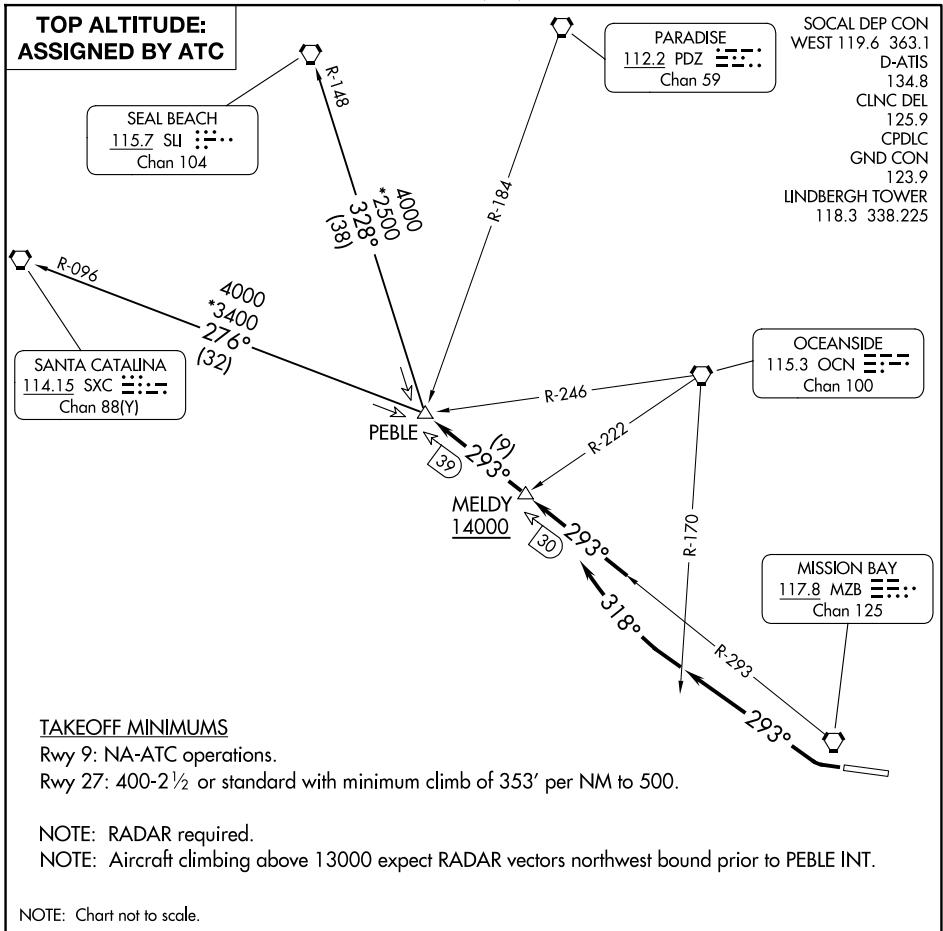 TOP ALTITUDE:
ASSIGNED BY ATC
SOCAL DEP CON
WEST 119.6 363.1
D-ATIS
134.8
CLNC DEL
125.9
CPDLC
GND CON
123.9
LINDBERGH TOWER
118.3 338.225
PARADISE
112.2 PDZ
Chan 59
SEAL BEACH
115.7 SLI
Chan 104
R-148
R-184
4000
*2500
328°
(38)
R-096
4000
*3400
276°
(32)
SANTA CATALINA
114.15 SXC
Chan 88(Y)
OCEANSIDE
115.3 OCN
Chan 100
R-246
R-222
R-170
PEBLE
39
(9)
293°
MELDY
14000
30
293°
318°
MISSION BAY
117.8 MZB
Chan 125
R-293
293°
TAKEOFF MINIMUMS
Rwy 9: NA-ATC operations.
Rwy 27: 400-2½ or standard with minimum climb of 353' per NM to 500.
NOTE: RADAR required.
NOTE: Aircraft climbing above 13000 expect RADAR vectors northwest bound prior to PEBLE INT.
NOTE: Chart not to scale.